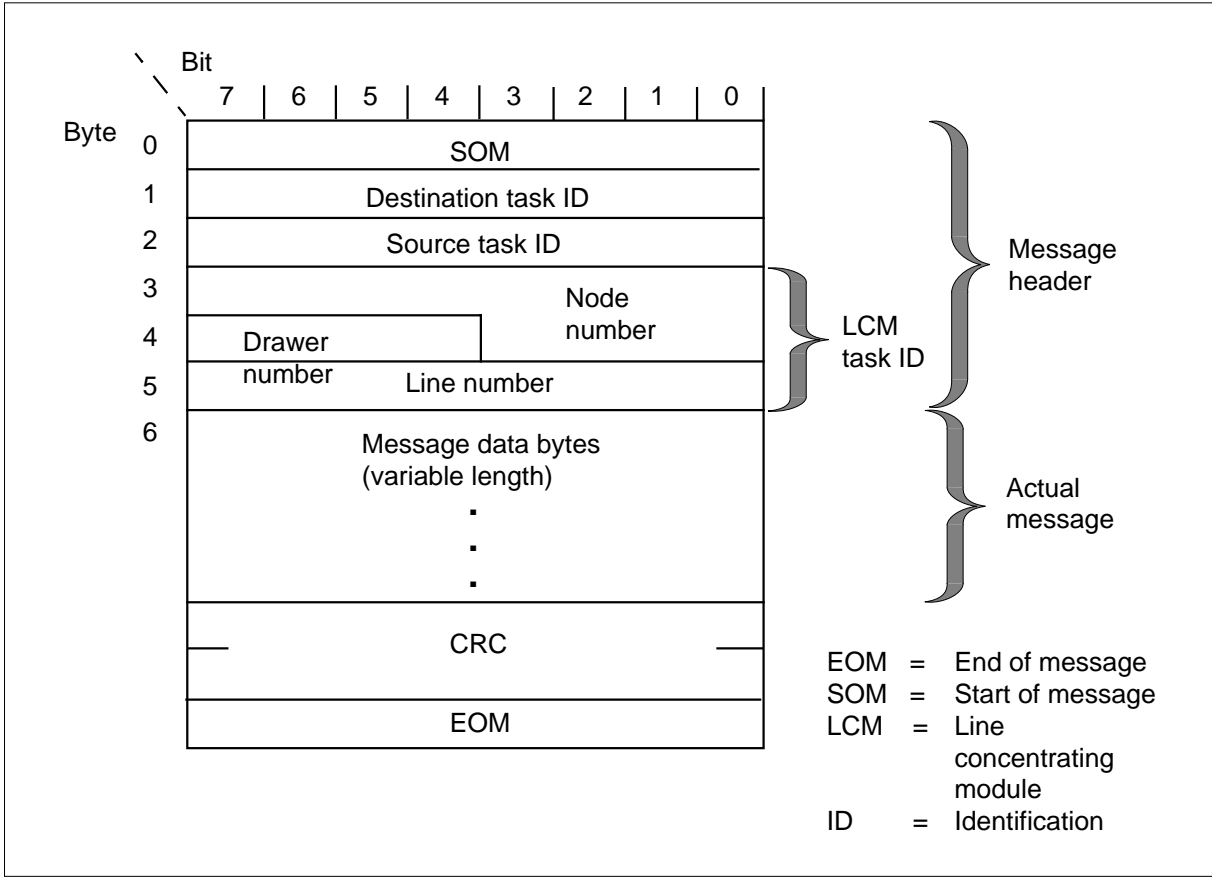 Bit
7 6 5 4 3 2 1 0
Byte
0 SOM
1 Destination task ID
2 Source task ID
3 Node
number
4 Drawer
number
5 Line number
6 Message data bytes
(variable length)
.
.
.
CRC
EOM
LCM
task ID
Message
header
Actual
message
EOM = End of message
SOM = Start of message
LCM = Line
concentrating
module
ID = Identification